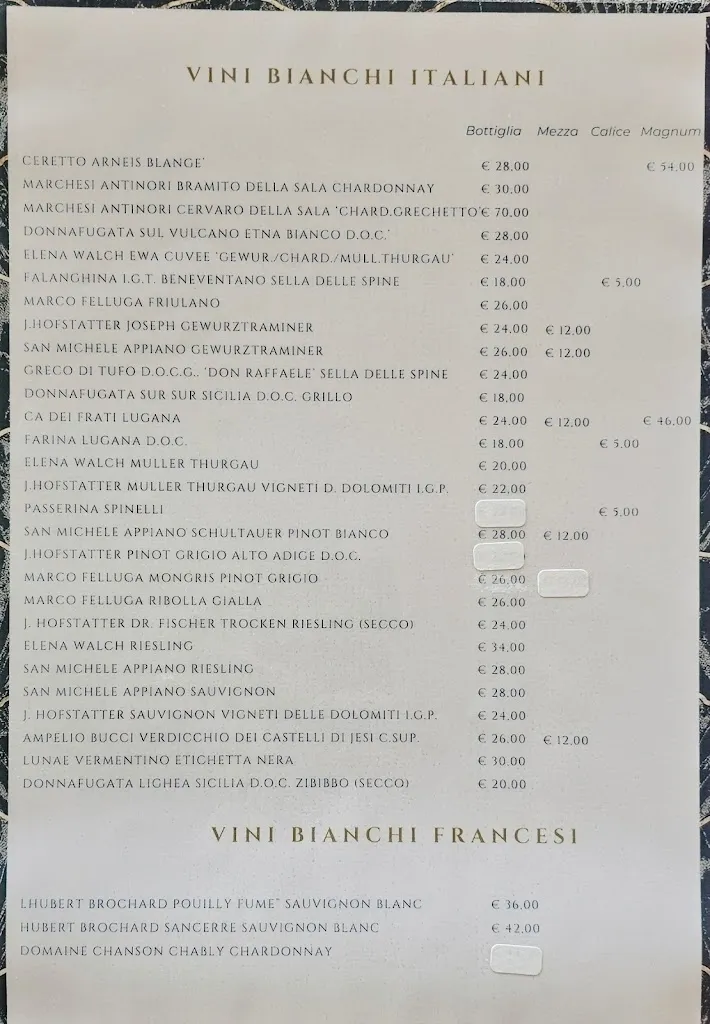 VINI BIANCHI ITALIANI
Bottiglia Mezza Calice Magnum
CERETTO ARNEIS BLANGE' € 28,00 € 54,00
MARCHESI ANTINORI BRAMITO DELLA SALA CHARDONNAY € 30,00
MARCHESI ANTINORI CERVARO DELLA SALA 'CHARD.GRECHETTO' € 70,00
DONNAFUGATA SUL VULCANO ETNA BIANCO D.O.C.' € 28,00
ELENA WALCH EWA CUVEE 'GEWUR./CHARD./MULL.THURGAU' € 24,00
FALANGHINA I.G.T. BENEVENTANO SELLA DELLE SPINE € 18,00 € 5,00
MARCO FELLUGA FRIULANO € 26,00
J.HOFSTATTER JOSEPH GEWURZTRAMINER € 24,00 € 12,00
SAN MICHELE APPIANO GEWURZTRAMINER € 26,00 € 12,00
GRECO DI TUFO D.O.C.G.. 'DON RAFFAELE' SELLA DELLE SPINE € 24,00
DONNAFUGATA SUR SUR SICILIA D.O.C. GRILLO € 18,00
CA DEI FRATI LUGANA € 24,00 € 12,00 € 46,00
FARINA LUGANA D.O.C. € 18,00 € 5,00
ELENA WALCH MULLER THURGAU € 20,00
J.HOFSTATTER MULLER THURGAU VIGNETI D. DOLOMITI I.G.P. € 22,00
PASSERINA SPINELLI € 5,00
SAN MICHELE APPIANO SCHULTAUER PINOT BIANCO € 28,00 € 12,00
J.HOFSTATTER PINOT GRIGIO ALTO ADIGE D.O.C.
MARCO FELLUGA MONGRIS PINOT GRIGIO € 26,00
MARCO FELLUGA RIBOLLA GIALLA € 26,00
J. HOFSTATTER DR. FISCHER TROCKEN RIESLING (SECCO) € 24,00
ELENA WALCH RIESLING € 34,00
SAN MICHELE APPIANO RIESLING € 28,00
SAN MICHELE APPIANO SAUVIGNON € 28,00
J. HOFSTATTER SAUVIGNON VIGNETI DELLE DOLOMITI I.G.P. € 24,00
AMPELIO BUCCI VERDICCHIO DEI CASTELLI DI JESI C.SUP. € 26,00 € 12,00
LUNAE VERMENTINO ETICHETTA NERA € 30,00
DONNAFUGATA LIGHEA SICILIA D.O.C. ZIBIBBO (SECCO) € 20,00
VINI BIANCHI FRANCESI
LHUBERT BROCHARD POUILLY FUME" SAUVIGNON BLANC € 36,00
HUBERT BROCHARD SANCERRE SAUVIGNON BLANC € 42,00
DOMAINE CHANSON CHABLY CHARDONNAY